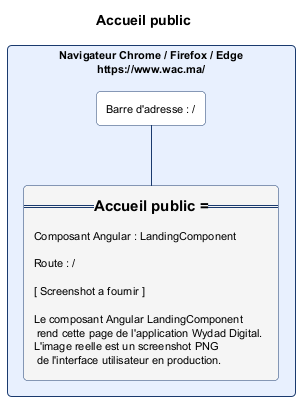 Accueil public
Navigateur Chrome / Firefox / Edge
https://www.wac.ma/
Barre d'adresse : /
Accueil public =
Composant Angular : LandingComponent
Route : /
[ Screenshot a fournir ]
Le composant Angular LandingComponent
rend cette page de l'application Wydad Digital.
L'image reelle est un screenshot PNG
de l'interface utilisateur en production.